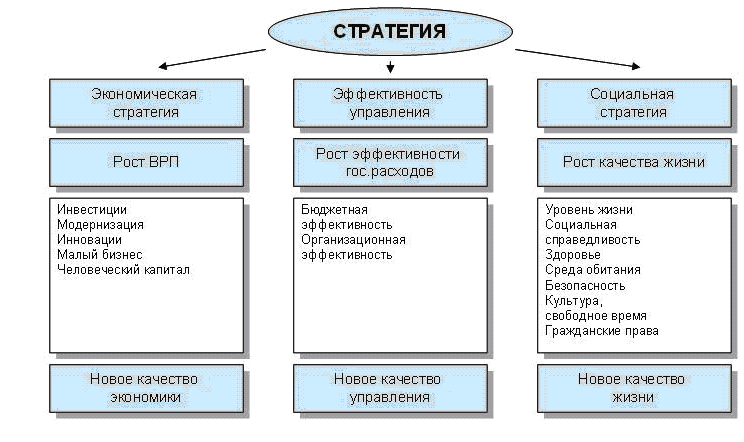 СТРАТЕГИЯ
Экономическая
стратегия
Рост ВРП
Инвестиции
Модернизация
Инновации
Малый бизнес
Человеческий капитал
Новое качество
экономики
Эффективность
управления
Рост эффективности
гос.расходов
Бюджетная
эффективность
Организационная
эффективность
Новое качество
управления
Социальная
стратегия
Рост качества жизни
Уровень жизни
Социальная
справедливость
Здоровье
Среда обитания
Безопасность
Культура,
свободное время
Гражданские права
Новое качество
жизни